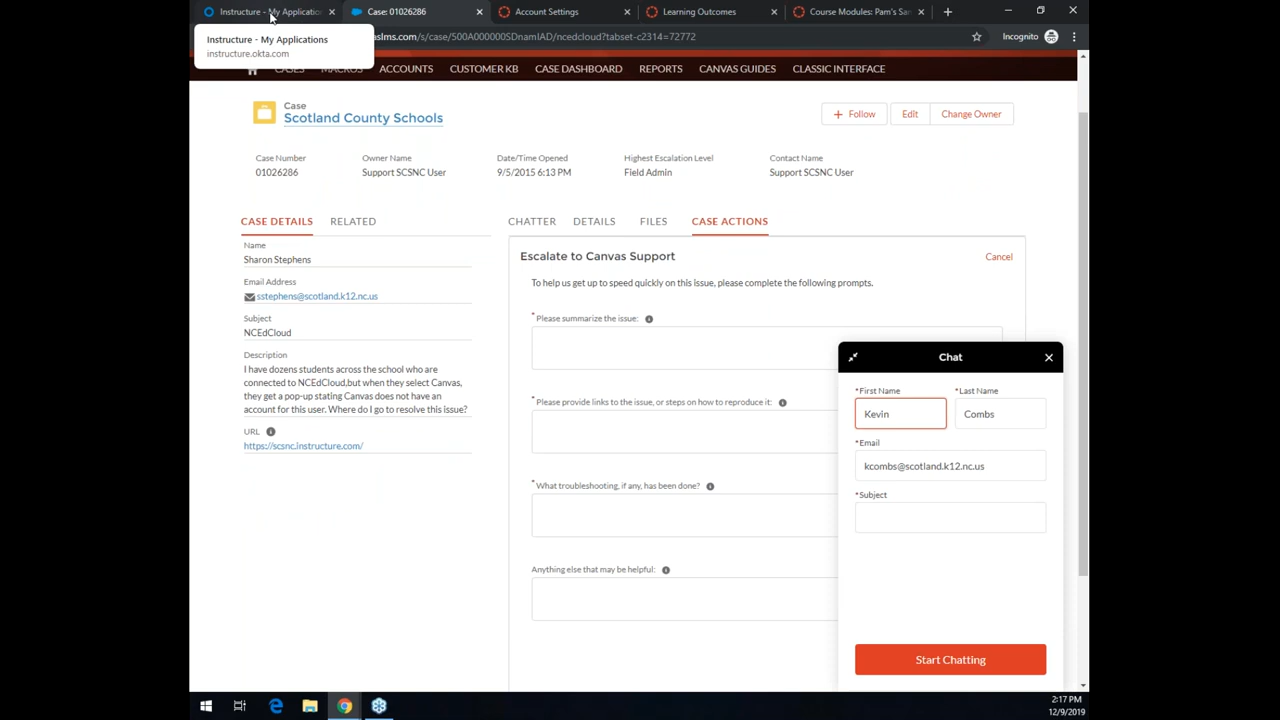 Instructure - My Applicatio
Case: 01026286
Account Settings
Learning Outcomes
Course Modules: Pam's Sa
Instructure - My Applications
instructure.okta.com
aslms.com/s/case/500A000000SDnamIAD/ncedcloud?tabset-c2314=72772
Incognito
CASES
MACROS
ACCOUNTS
CUSTOMER KB
CASE DASHBOARD
REPORTS
CANVAS GUIDES
CLASSIC INTERFACE
Case
Scotland County Schools
+ Follow
Edit
Change Owner
Case Number
01026286
Owner Name
Support SCSNC User
Date/Time Opened
9/5/2015 6:13 PM
Highest Escalation Level
Field Admin
Contact Name
Support SCSNC User
CASE DETAILS
RELATED
Name
Sharon Stephens
Email Address
sstephens@scotland.k12.nc.us
Subject
NCEdCloud
Description
I have dozens students across the school who are
connected to NCEdCloud,but when they select Canvas,
they get a pop-up stating Canvas does not have an
account for this user. Where do I go to resolve this issue?
URL
https://scsnc.instructure.com/
CHATTER
DETAILS
FILES
CASE ACTIONS
Escalate to Canvas Support
Cancel
To help us get up to speed quickly on this issue, please complete the following prompts.
* Please summarize the issue:
* Please provide links to the issue, or steps on how to reproduce it:
* What troubleshooting, if any, has been done?
Anything else that may be helpful:
Chat
*First Name
Kevin
*Last Name
Combs
*Email
kcombs@scotland.k12.nc.us
*Subject
Start Chatting
2:17 PM
12/9/2019